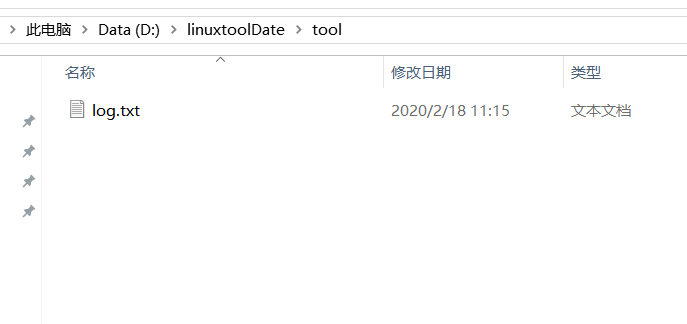 此电脑 > Data (D:) > linuxtoolDate > tool
名称 修改日期 类型
log.txt 2020/2/18 11:15 文本文档